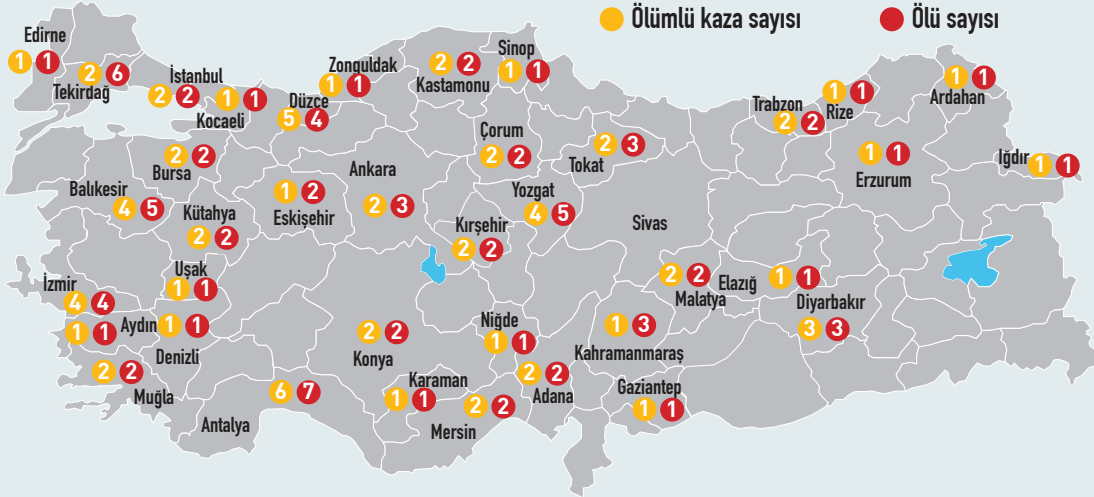 Ölümlü kaza sayısı
Ölü sayısı
Edirne
1 1
2 6
Tekirdağ
İstanbul
2 2
1 1
Kocaeli
Zonguldak
1 1
Düzce
5 4
2 2
Kastamonu
Sinop
1 1
Trabzon
2 2
1 1
Rize
1 1
Ardahan
1 1
Erzurum
Iğdır
1 1
2 2
Bursa
Balıkesir
4 5
Kütahya
2 2
1 2
Eskişehir
Ankara
2 3
Çorum
2 2
2 3
Tokat
Yozgat
4 5
Kırşehir
2 2
Sivas
Uşak
1 1
İzmir
4 4
1 1
Aydın
1 1
Denizli
2 2
Muğla
6 7
Antalya
2 2
Konya
Karaman
1 1
2 2
Mersin
Niğde
1 1
2 2
Adana
1 3
Kahramanmaraş
2 2
Malatya
Elazığ
1 1
Diyarbakır
3 3
Gaziantep
1 1